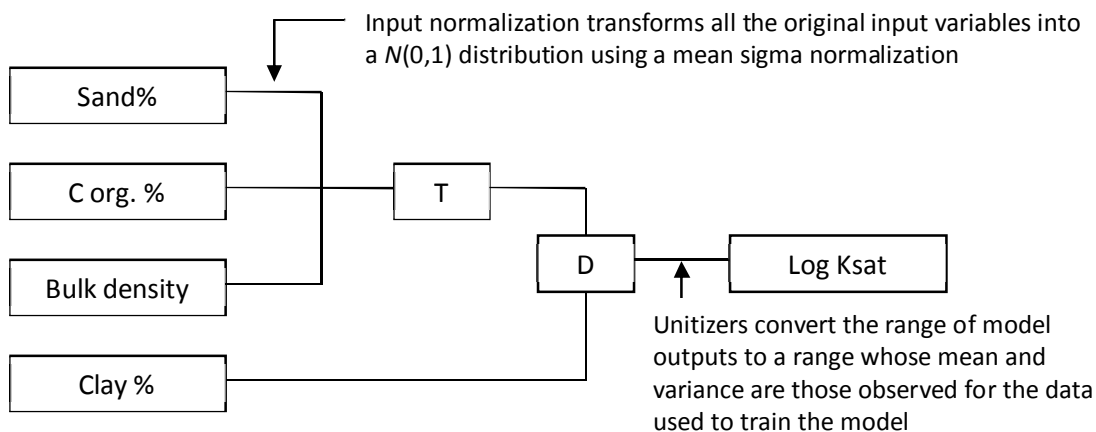 Input normalization transforms all the original input variables into
a N(0,1) distribution using a mean sigma normalization
Sand%
C org. %
T
Bulk density
D
Log Ksat
Clay %
Unitizers convert the range of model
outputs to a range whose mean and
variance are those observed for the data
used to train the model